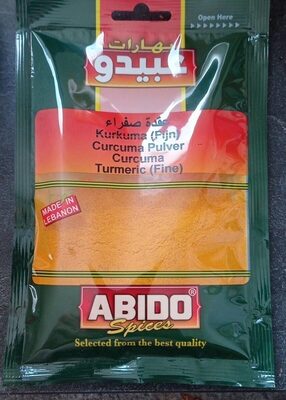 Open Here
بهارات
عبيدو
عقدة صفراء
Kurkuma (Fijn)
Curcuma Pulver
Curcuma
Turmeric (Fine)
MADE IN
LEBANON
ABIDO®
Spices
Selected from the best quality